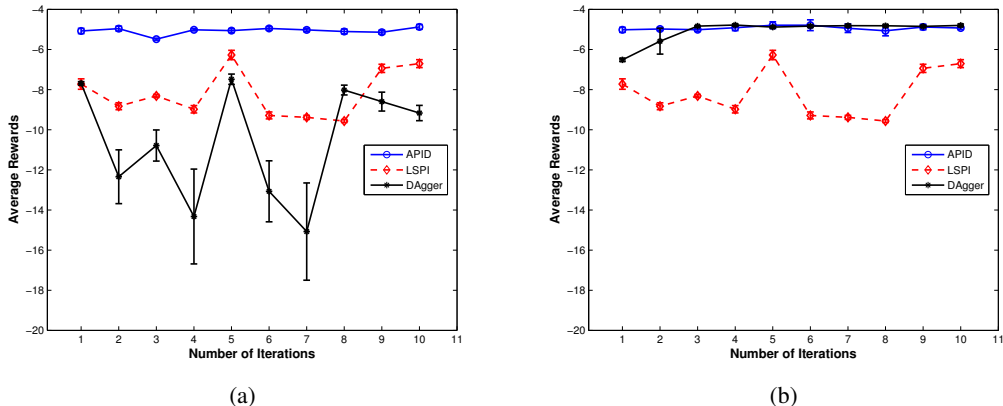 −4
−6
−8
−10
−12
−14
−16
−18
−20
Average Rewards
APID
LSPI
DAgger
1 2 3 4 5 6 7 8 9 10 11
Number of Iterations
(a)
−4
−6
−8
−10
−12
−14
−16
−18
−20
Average Rewards
APID
LSPI
DAgger
1 2 3 4 5 6 7 8 9 10 11
Number of Iterations
(b)